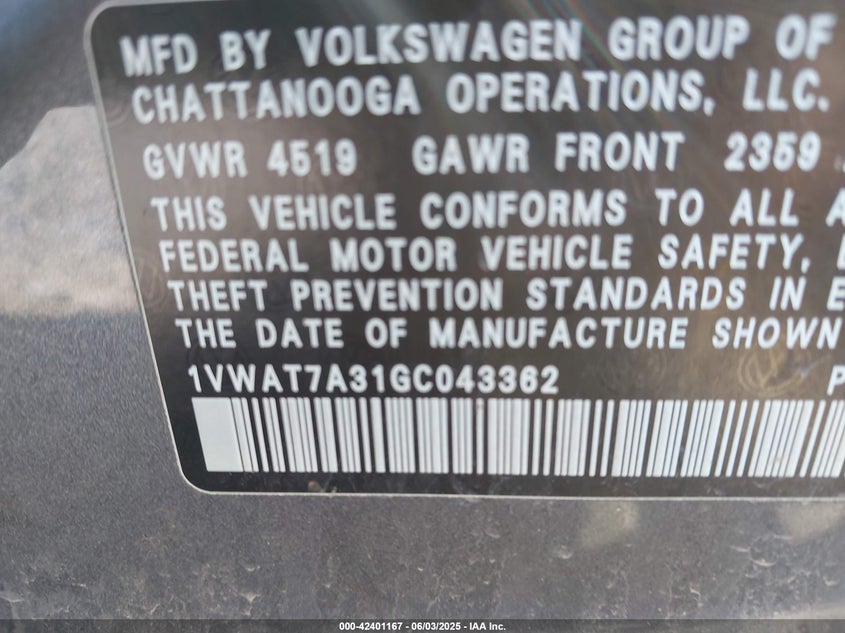 MFD BY VOLKSWAGEN GROUP OF
CHATTANOOGA OPERATIONS, LLC.
GVWR 4519 GAWR FRONT 2359
THIS VEHICLE CONFORMS TO ALL A
FEDERAL MOTOR VEHICLE SAFETY,
THEFT PREVENTION STANDARDS IN E
THE DATE OF MANUFACTURE SHOWN
1VWAT7A31GC043362 P
000-42401167 - 06/03/2025 - IAA Inc.